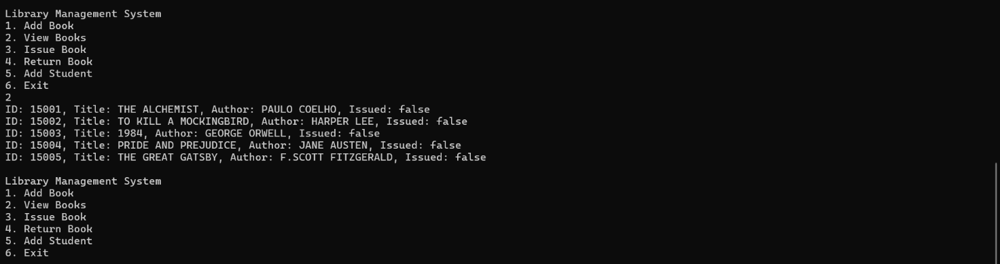 Library Management System
1. Add Book
2. View Books
3. Issue Book
4. Return Book
5. Add Student
6. Exit
2
ID: 15001, Title: THE ALCHEMIST, Author: PAULO COELHO, Issued: false
ID: 15002, Title: TO KILL A MOCKINGBIRD, Author: HARPER LEE, Issued: false
ID: 15003, Title: 1984, Author: GEORGE ORWELL, Issued: false
ID: 15004, Title: PRIDE AND PREJUDICE, Author: JANE AUSTEN, Issued: false
ID: 15005, Title: THE GREAT GATSBY, Author: F.SCOTT FITZGERALD, Issued: false
Library Management System
1. Add Book
2. View Books
3. Issue Book
4. Return Book
5. Add Student
6. Exit